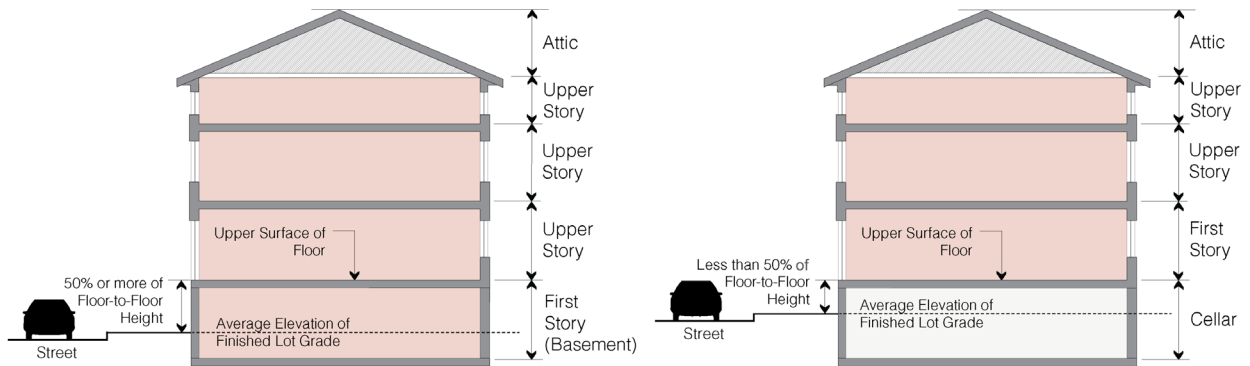 Attic
Upper
Story
Upper
Story
Upper Surface of
Floor
Upper
Story
50% or more of
Floor-to-Floor
Height
Average Elevation of
Finished Lot Grade
First
Story
(Basement)
Street
Attic
Upper
Story
Upper
Story
Upper Surface of
Floor
First
Story
Less than 50% of
Floor-to-Floor
Height
Average Elevation of
Finished Lot Grade
Cellar
Street